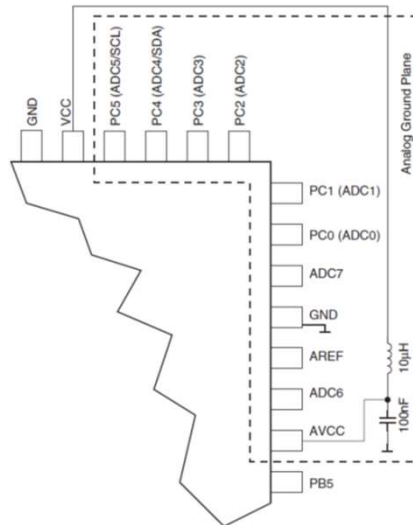 GND
VCC
PC5 (ADC5/SCL)
PC4 (ADC4/SDA)
PC3 (ADC3)
PC2 (ADC2)
Analog Ground Plane
PC1 (ADC1)
PC0 (ADC0)
ADC7
GND
AREF
10µH
ADC6
100nF
AVCC
PB5